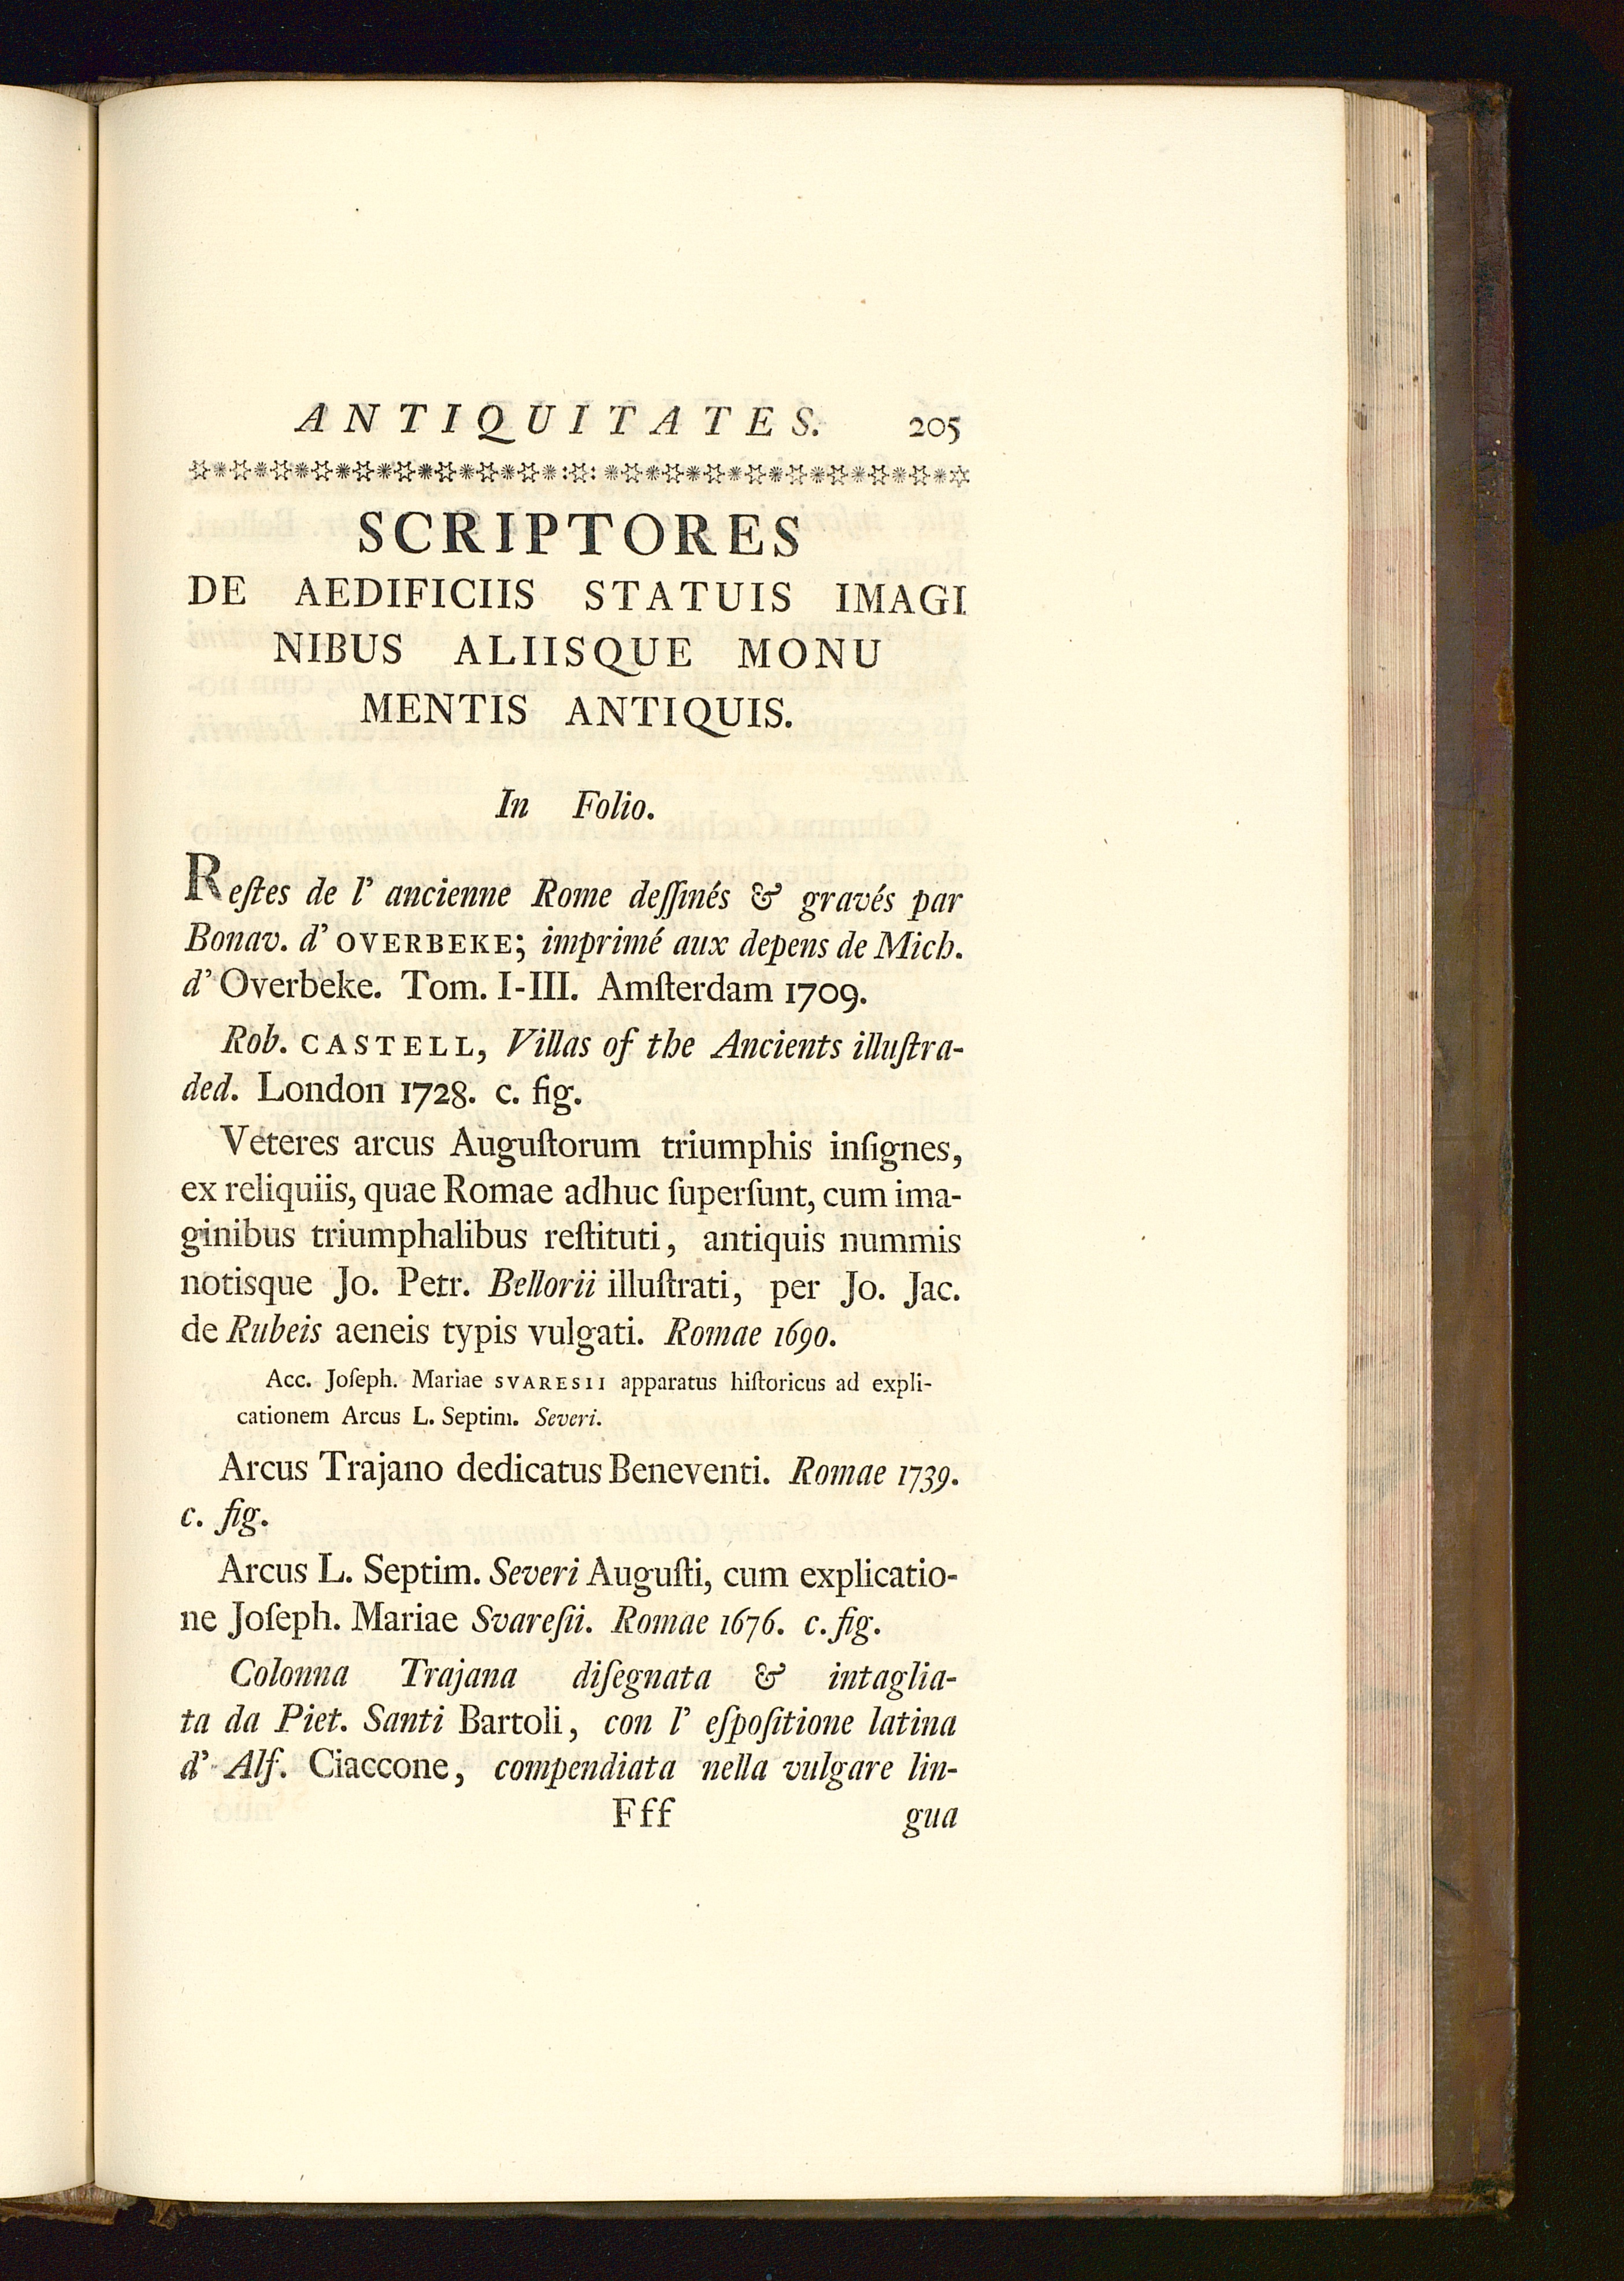 ANTIQUITATES. 205
SCRIPTORES
DE AEDIFICIIS STATUIS IMAGI
NIBUS ALIISQUE MONU
MENTIS ANTIQUIS.
In Folio.
Reſtes de l' ancienne Rome deſſinés & gravés par
Bonav. d' OVERBEKE; imprimé aux depens de Mich.
d' Overbeke. Tom. I-III. Amſterdam 1709.
Rob. CASTELL, Villas of the Ancients illuſtra-
ded. London 1728. c. fig.
Veteres arcus Auguſtorum triumphis inſignes,
ex reliquiis, quae Romae adhuc ſuperſunt, cum ima-
ginibus triumphalibus reſtituti, antiquis nummis
notisque Jo. Petr. Bellorii illuſtrati, per Jo. Jac.
de Rubeis aeneis typis vulgati. Romae 1690.
Acc. Joſeph. Mariae SVARESII apparatus hiſtoricus ad expli-
cationem Arcus L. Septim. Severi.
Arcus Trajano dedicatus Beneventi. Romae 1739.
c. fig.
Arcus L. Septim. Severi Auguſti, cum explicatio-
ne Joſeph. Mariae Svareſii. Romae 1676. c. fig.
Colonna Trajana diſegnata & intaglia-
ta da Piet. Santi Bartoli, con l' eſpoſitione latina
d' Alf. Ciaccone, compendiata nella vulgare lin-
Fff gua